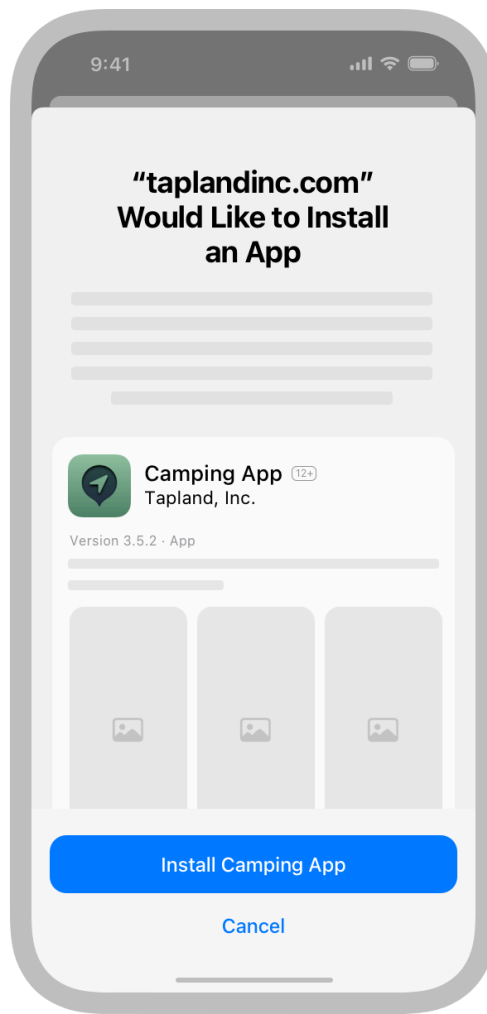 9:41
“taplandinc.com”
Would Like to Install
an App
Camping App 12+
Tapland, Inc.
Version 3.5.2 · App
Install Camping App
Cancel